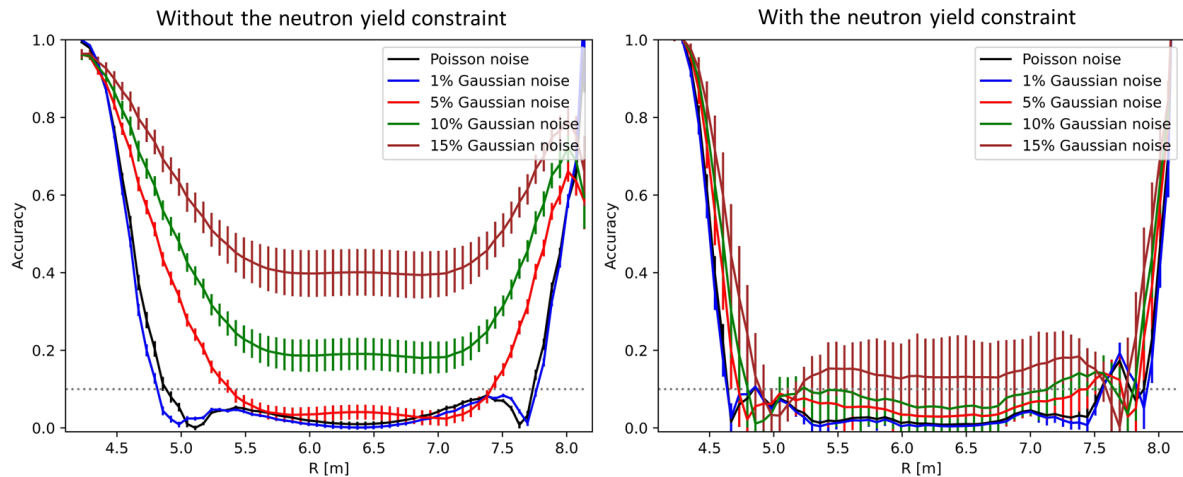 Without the neutron yield constraint
With the neutron yield constraint
1.0
0.8
0.6
0.4
0.2
0.0
Accuracy
Poisson noise
1% Gaussian noise
5% Gaussian noise
10% Gaussian noise
15% Gaussian noise
4.5 5.0 5.5 6.0 6.5 7.0 7.5 8.0
R [m]
1.0
0.8
0.6
0.4
0.2
0.0
Accuracy
Poisson noise
1% Gaussian noise
5% Gaussian noise
10% Gaussian noise
15% Gaussian noise
4.5 5.0 5.5 6.0 6.5 7.0 7.5 8.0
R [m]